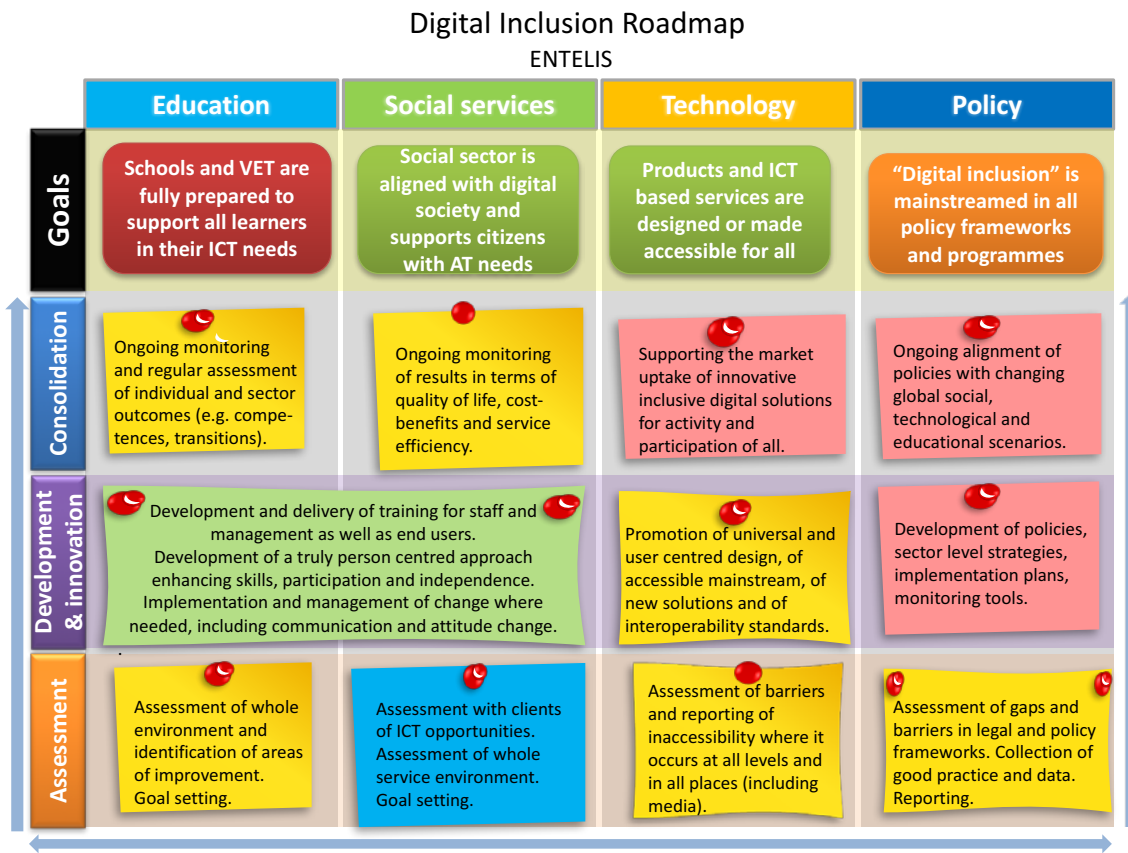 Digital Inclusion Roadmap
ENTELIS
Education
Social services
Technology
Policy
Goals
Schools and VET are
fully prepared to
support all learners
in their ICT needs
Social sector is
aligned with digital
society and
supports citizens
with AT needs
Products and ICT
based services are
designed or made
accessible for all
“Digital inclusion” is
mainstreamed in all
policy frameworks
and programmes
Consolidation
Ongoing monitoring
and regular assessment
of individual and sector
outcomes (e.g. compe-
tences, transitions).
Ongoing monitoring
of results in terms of
quality of life, cost-
benefits and service
efficiency.
Supporting the market
uptake of innovative
inclusive digital solutions
for activity and
participation of all.
Ongoing alignment of
policies with changing
global social,
technological and
educational scenarios.
Development
& innovation
Development and delivery of training for staff and
management as well as end users.
Development of a truly person centred approach
enhancing skills, participation and independence.
Implementation and management of change where
needed, including communication and attitude change.
.
Promotion of universal and
user centred design, of
accessible mainstream, of
new solutions and of
interoperability standards.
Development of policies,
sector level strategies,
implementation plans,
monitoring tools.
Assessment
Assessment of whole
environment and
identification of areas
of improvement.
Goal setting.
Assessment with clients
of ICT opportunities.
Assessment of whole
service environment.
Goal setting.
Assessment of barriers
and reporting of
inaccessibility where it
occurs at all levels and
in all places (including
media).
Assessment of gaps and
barriers in legal and policy
frameworks. Collection of
good practice and data.
Reporting.